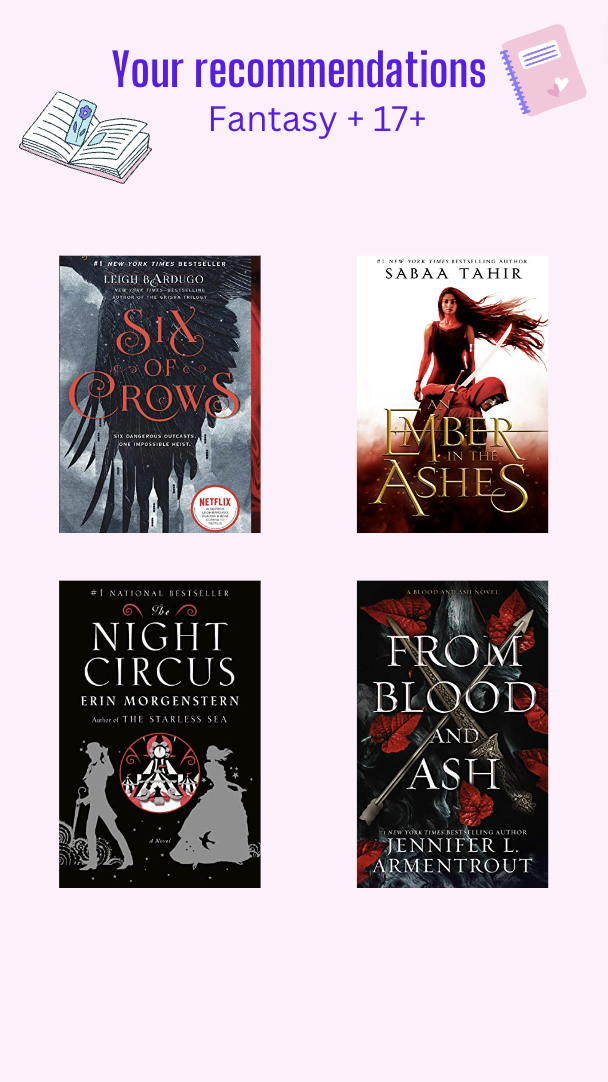 Your recommendations
Fantasy + 17+
#1 NEW YORK TIMES BESTSELLER
LEIGH BARDUGO
NEW YORK TIMES–BESTSELLING
AUTHOR OF THE GRISHA TRILOGY
SIX
OF
CROWS
SIX DANGEROUS OUTCASTS.
ONE IMPOSSIBLE HEIST.
NETFLIX
#1 NEW YORK TIMES BESTSELLING AUTHOR
SABAA TAHIR
AN
EMBER
IN THE
ASHES
#1 NATIONAL BESTSELLER
The
NIGHT
CIRCUS
ERIN MORGENSTERN
Author of THE STARLESS SEA
A Novel
A BLOOD AND ASH NOVEL
FROM
BLOOD
AND
ASH
#1 NEW YORK TIMES BESTSELLING AUTHOR
JENNIFER L.
ARMENTROUT